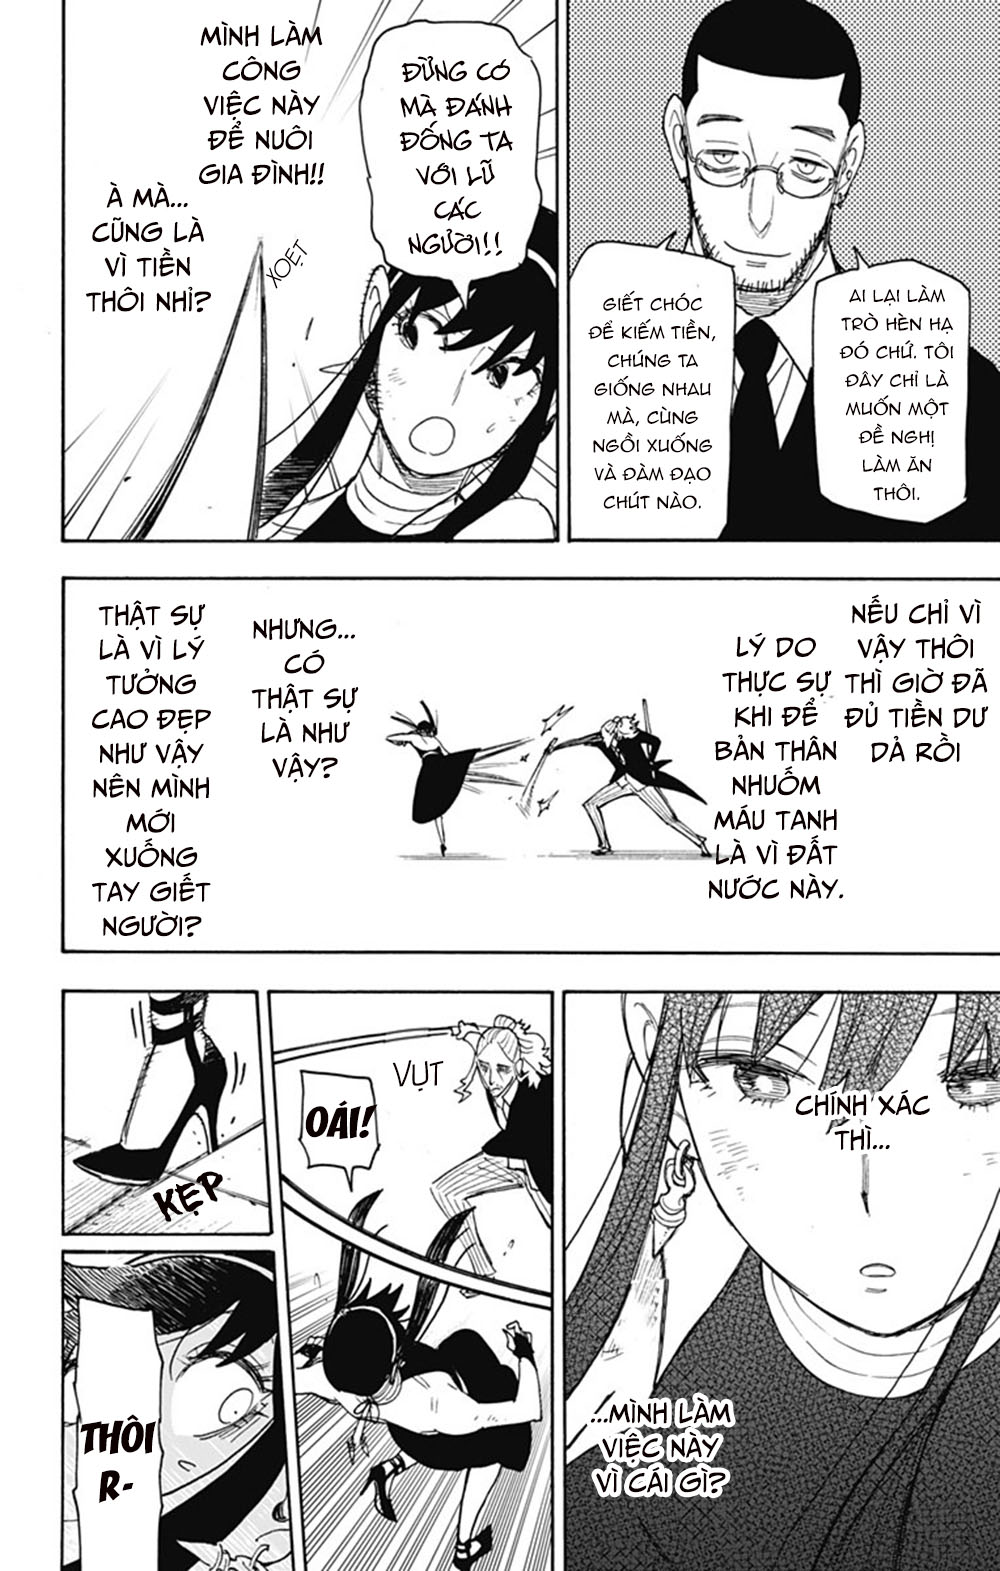 AI LẠI LÀM
TRÒ HÈN HẠ
ĐÓ CHỨ. TÔI
ĐÂY CHỈ LÀ
MUỐN MỘT
ĐỀ NGHỊ
LÀM ĂN
THÔI.
GIẾT CHÓC
ĐỂ KIẾM TIỀN,
CHÚNG TA
GIỐNG NHAU
MÀ, CÙNG
NGỒI XUỐNG
VÀ ĐÀM ĐẠO
CHÚT NÀO.
ĐỪNG CÓ
MÀ ĐÁNH
ĐỒNG TA
VỚI LŨ
CÁC
NGƯỜI!!
MÌNH LÀM
CÔNG
VIỆC NÀY
ĐỂ NUÔI
GIA ĐÌNH!!
XOẸT
À MÀ...
CŨNG LÀ
VÌ TIỀN
THÔI NHỈ?
NẾU CHỈ VÌ
VẬY THÔI
THÌ GIỜ ĐÃ
ĐỦ TIỀN DƯ
DẢ RỒI
LÝ DO
THỰC SỰ
KHI ĐỂ
BẢN THÂN
NHUỐM
MÁU TANH
LÀ VÌ ĐẤT
NƯỚC NÀY.
NHƯNG...
CÓ
THẬT SỰ
LÀ NHƯ
VẬY?
THẬT SỰ
LÀ VÌ LÝ
TƯỞNG
CAO ĐẸP
NHƯ VẬY
NÊN MÌNH
MỚI
XUỐNG
TAY GIẾT
NGƯỜI?
CHÍNH XÁC
THÌ...
...MÌNH LÀM
VIỆC NÀY
VÌ CÁI GÌ?
VỤT
OÁI!
KẸP
THÔI
R-